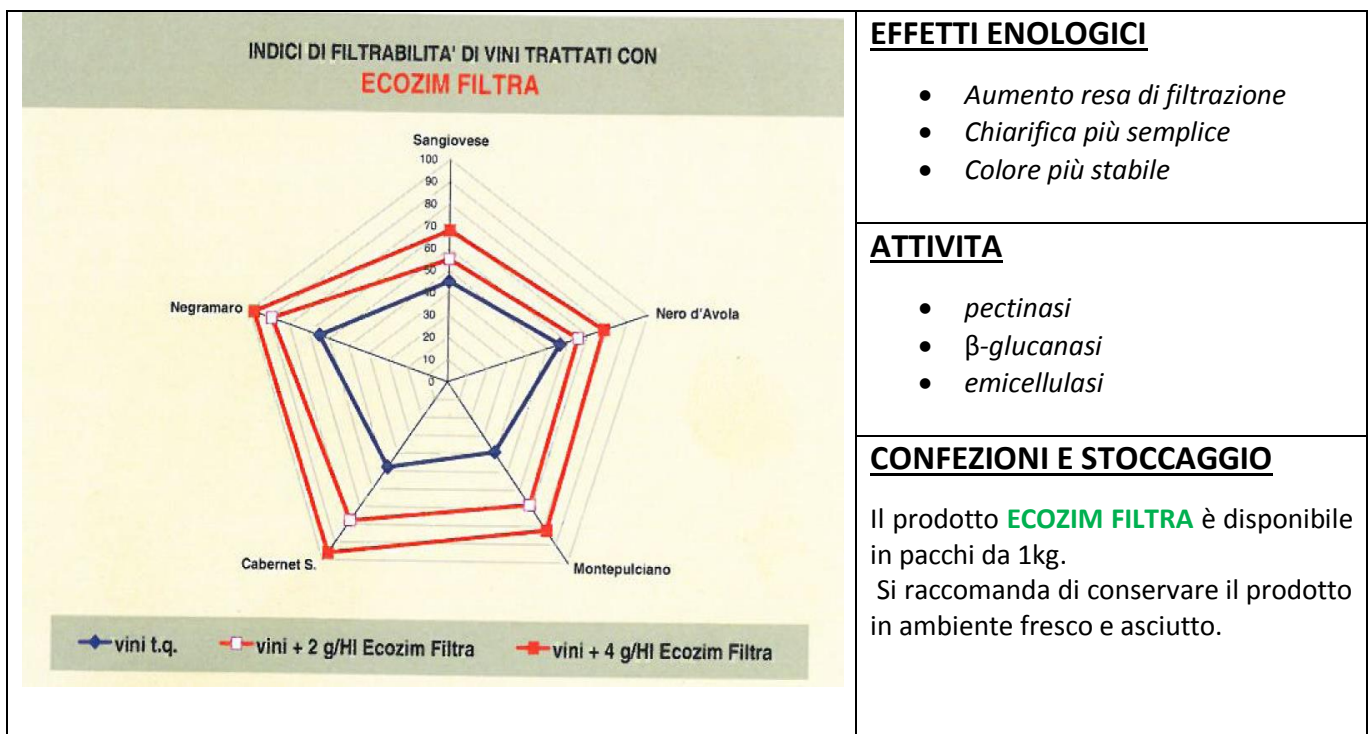 INDICI DI FILTRABILITA' DI VINI TRATTATI CON
ECOZIM FILTRA
Sangiovese
100
90
80
70
60
50
40
30
20
10
0
Negramaro
Nero d'Avola
Cabernet S.
Montepulciano
vini t.q. vini + 2 g/Hl Ecozim Filtra vini + 4 g/Hl Ecozim Filtra
EFFETTI ENOLOGICI
• Aumento resa di filtrazione
• Chiarifica più semplice
• Colore più stabile
ATTIVITA
• pectinasi
• β-glucanasi
• emicellulasi
CONFEZIONI E STOCCAGGIO
Il prodotto ECOZIM FILTRA è disponibile
in pacchi da 1kg.
Si raccomanda di conservare il prodotto
in ambiente fresco e asciutto.